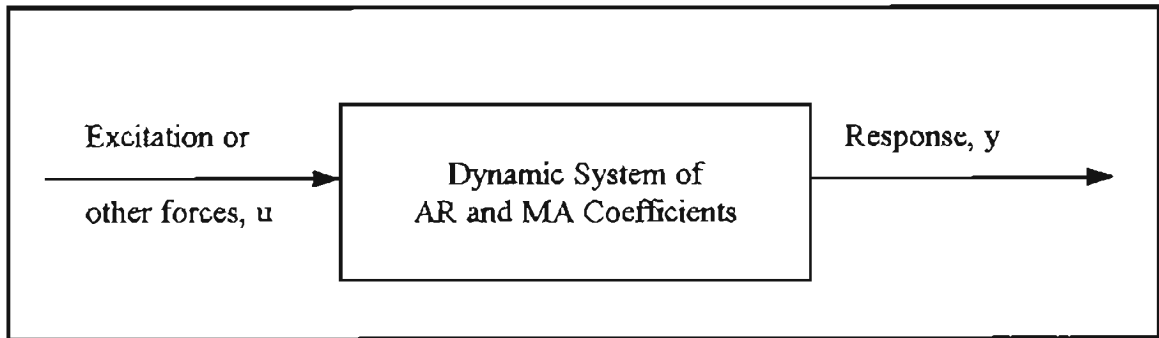 Excitation or
other forces, u
Dynamic System of
AR and MA Coefficients
Response, y